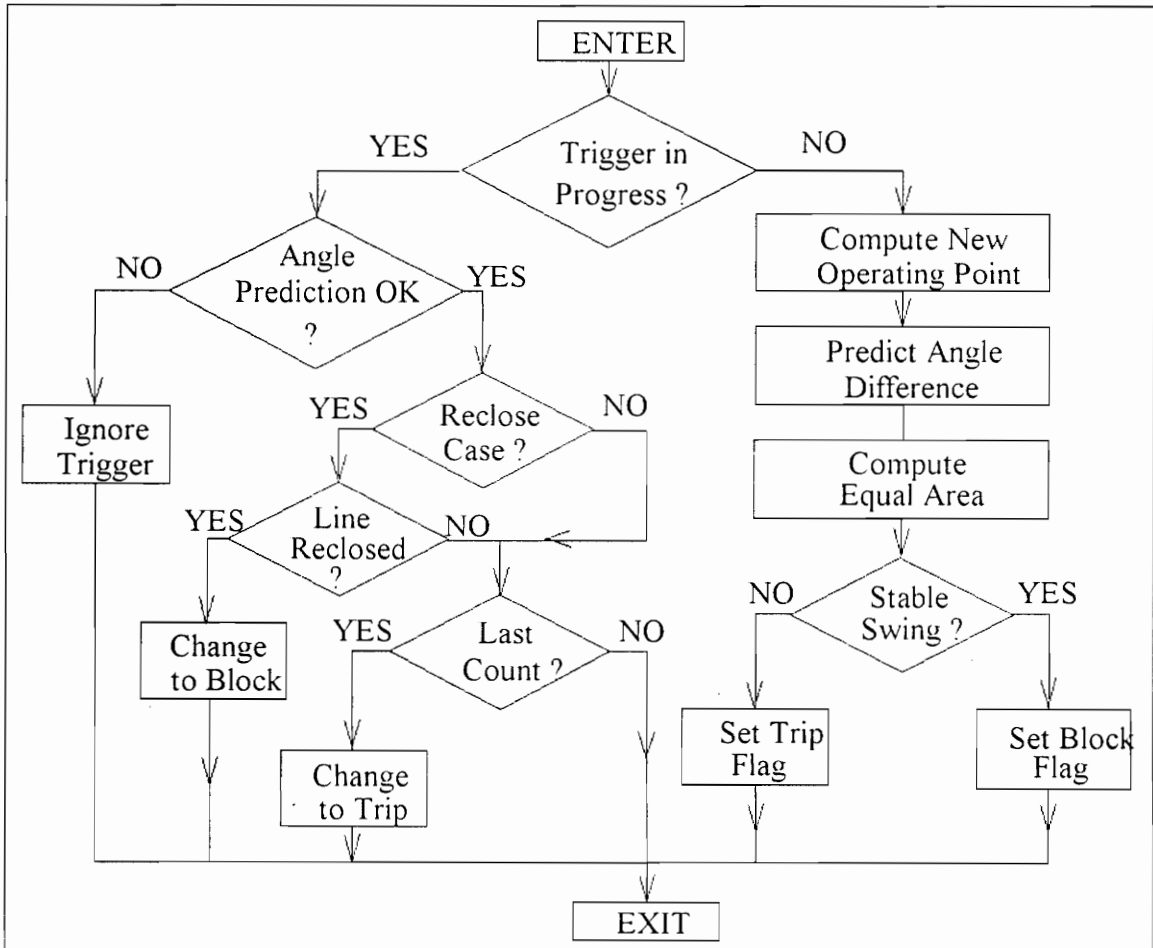 ENTER
Trigger in
Progress ?
YES
NO
Angle
Prediction OK
?
NO
YES
Compute New
Operating Point
Predict Angle
Difference
Compute
Equal Area
Ignore
Trigger
Reclose
Case ?
YES
NO
Line
Reclosed
?
YES
NO
Stable
Swing ?
NO
YES
Change
to Block
Last
Count ?
YES
NO
Set Trip
Flag
Set Block
Flag
Change
to Trip
EXIT